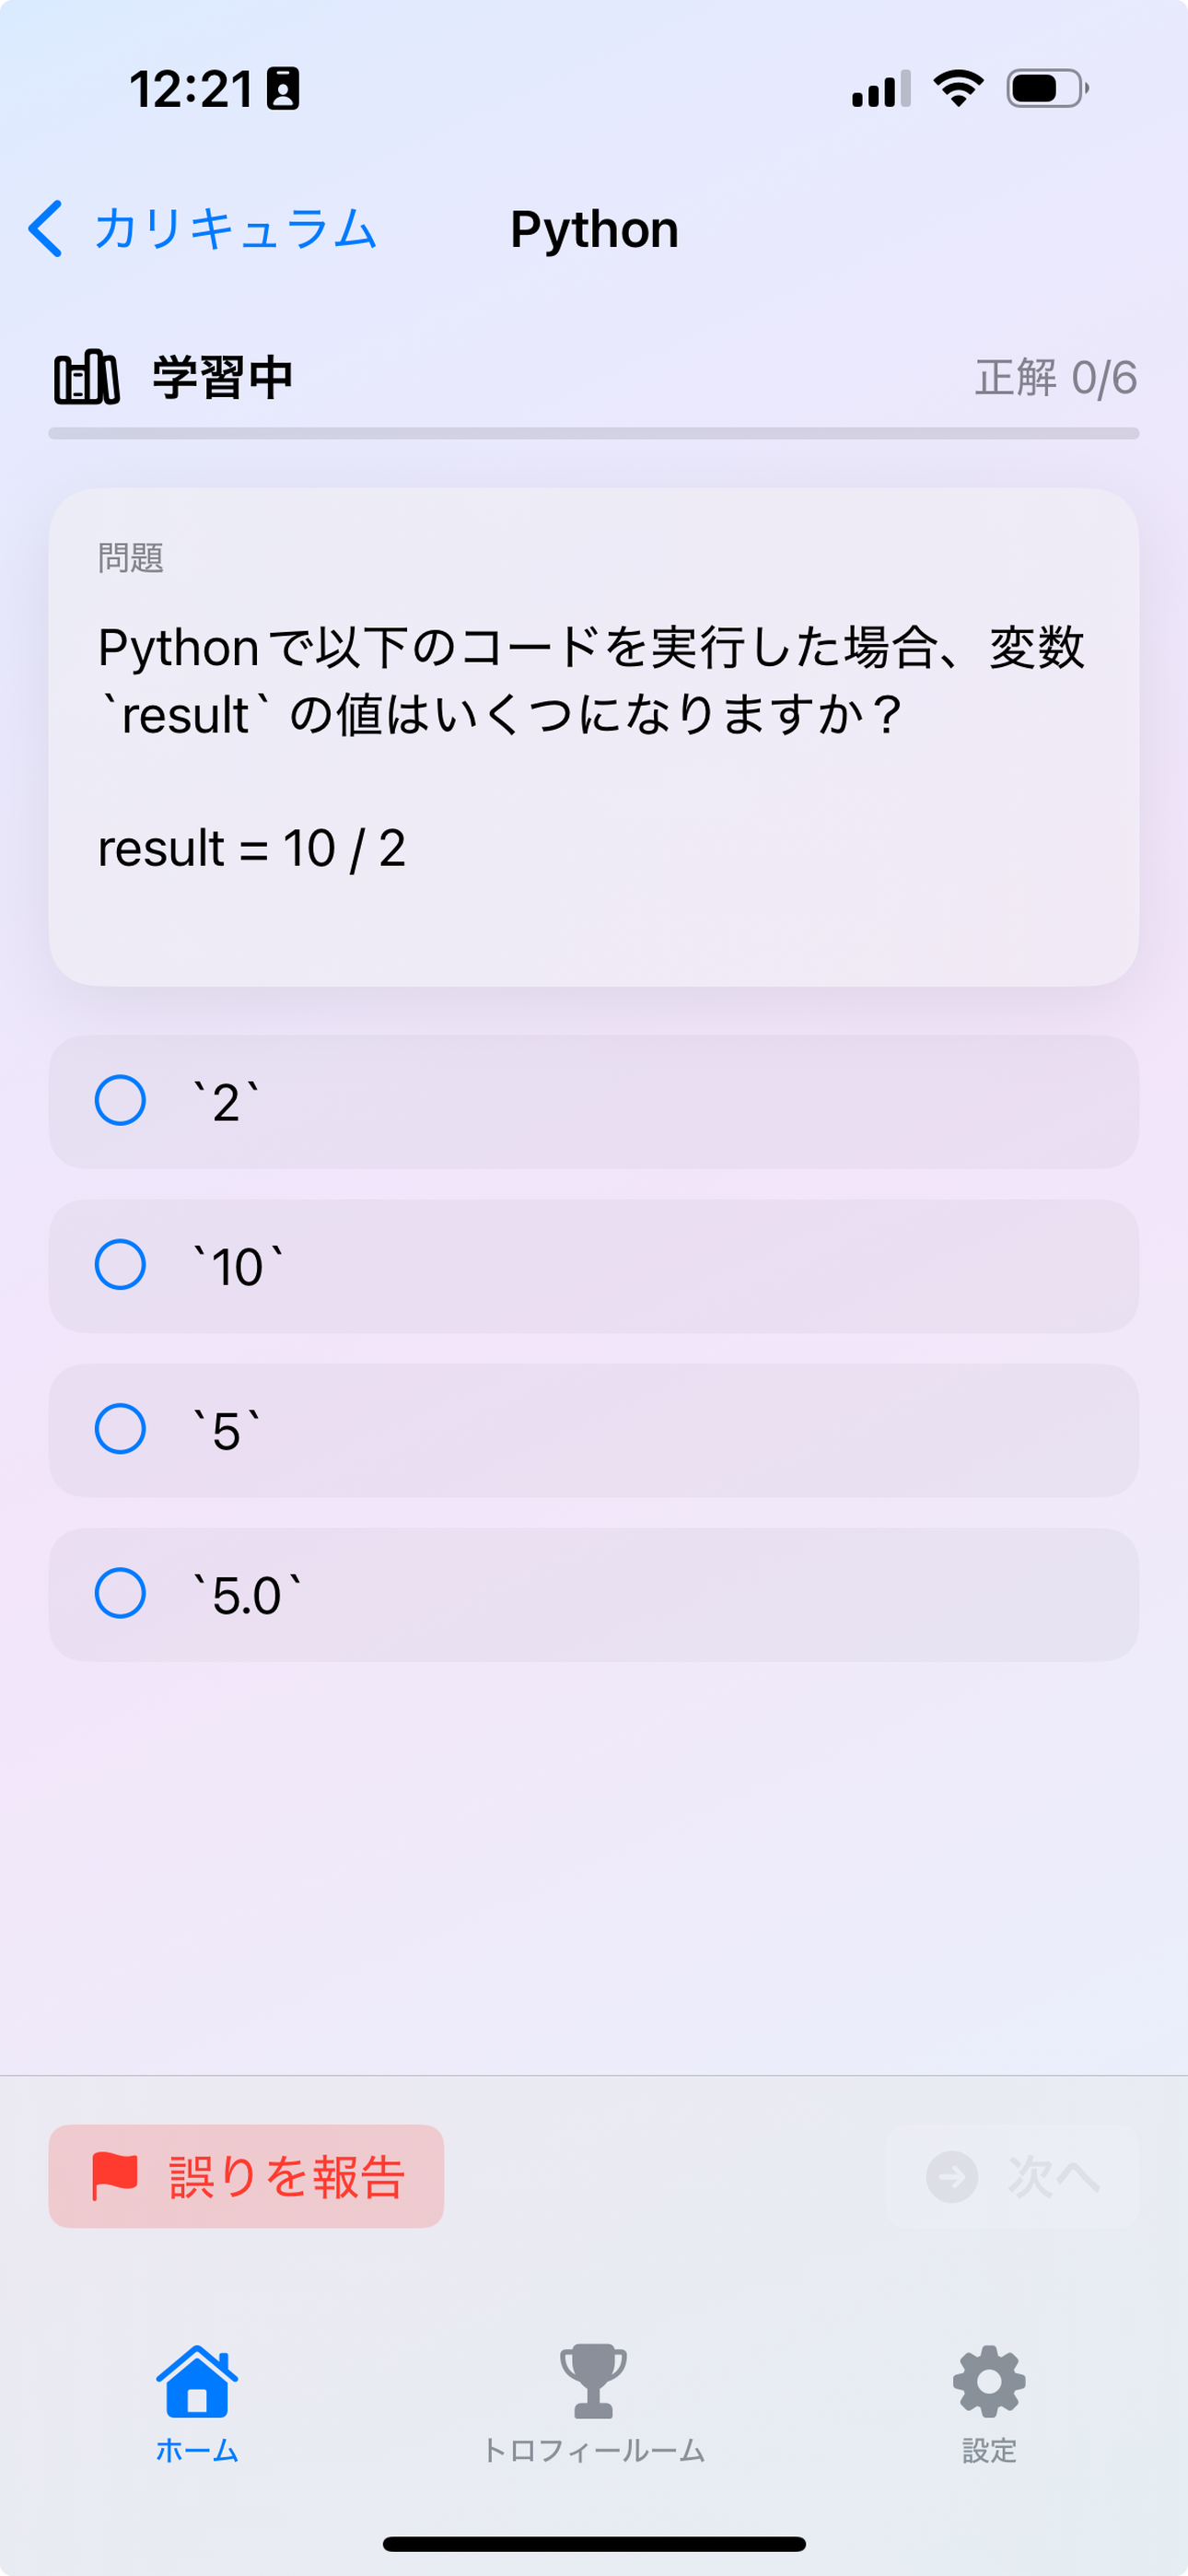 12:21
カリキュラム
Python
学習中
正解 0/6
問題
Pythonで以下のコードを実行した場合、変数
`result` の値はいくつになりますか？
result = 10 / 2
`2`
`10`
`5`
`5.0`
誤りを報告
次へ
ホーム
トロフィールーム
設定